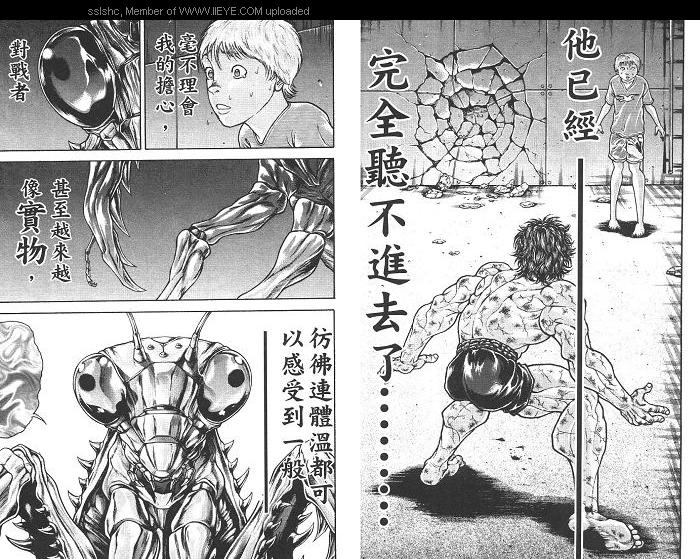 sslshc, Member of WWW.IIEYE.COM uploaded
他已經
完全聽不進去了………
毫不理會
我的擔心，
對戰者
甚至越來越
像實物，
彷彿連體溫都可
以感受到一般